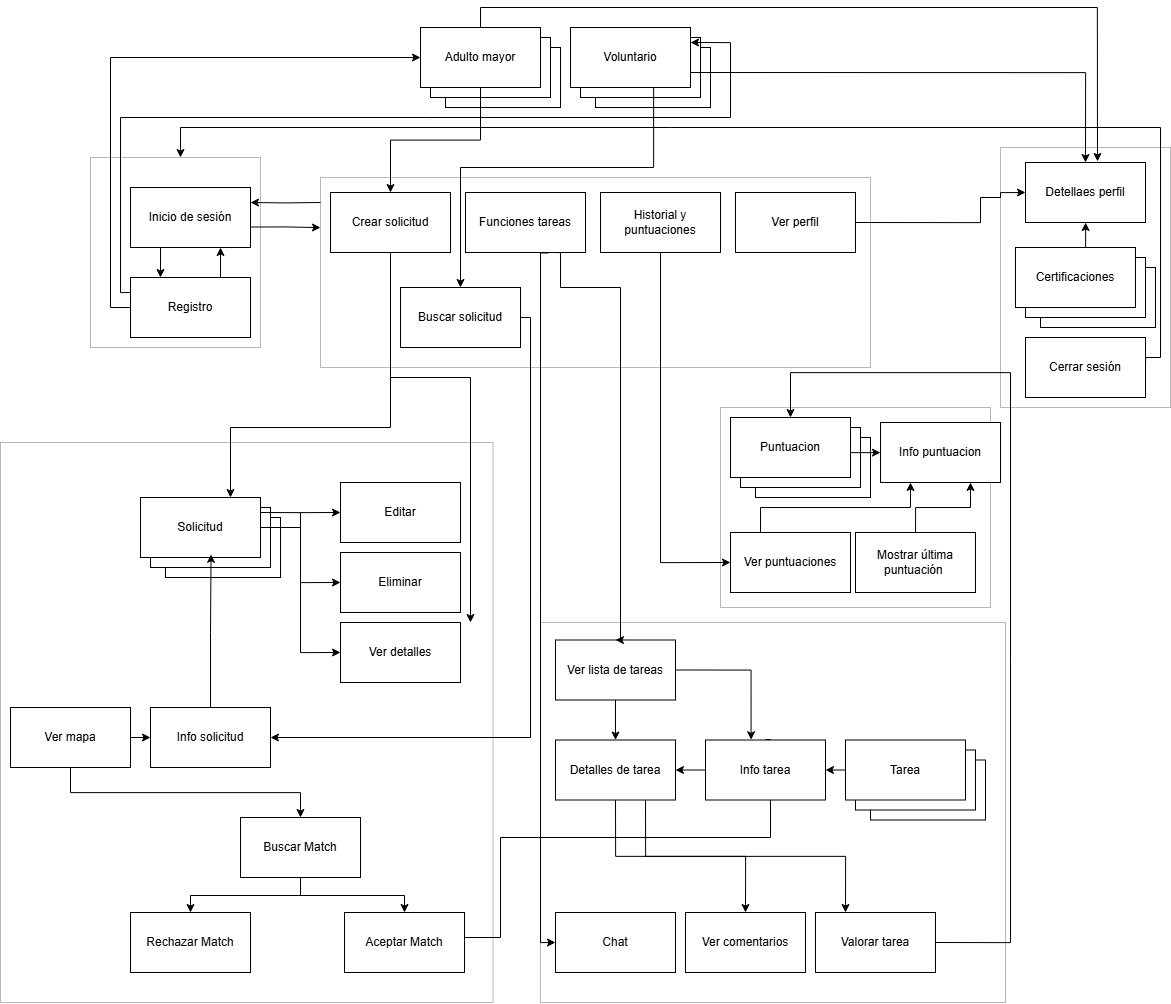 Adulto mayor
Voluntario
Inicio de sesión
Crear solicitud
Funciones tareas
Historial y
puntuaciones
Ver perfil
Detellaes perfil
Registro
Buscar solicitud
Certificaciones
Cerrar sesión
Puntuacion
Info puntuacion
Ver puntuaciones
Mostrar última
puntuación
Solicitud
Editar
Eliminar
Ver detalles
Ver mapa
Info solicitud
Buscar Match
Rechazar Match
Aceptar Match
Ver lista de tareas
Detalles de tarea
Info tarea
Tarea
Chat
Ver comentarios
Valorar tarea